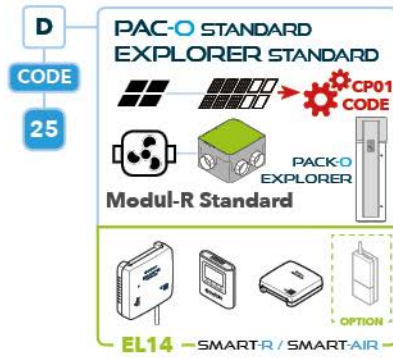 D
CODE
25
PAC-O STANDARD
EXPLORER STANDARD
CP01
CODE
PACK-O
EXPLORER
Modul-R Standard
OPTION
EL14 – SMART-R / SMART-AIR